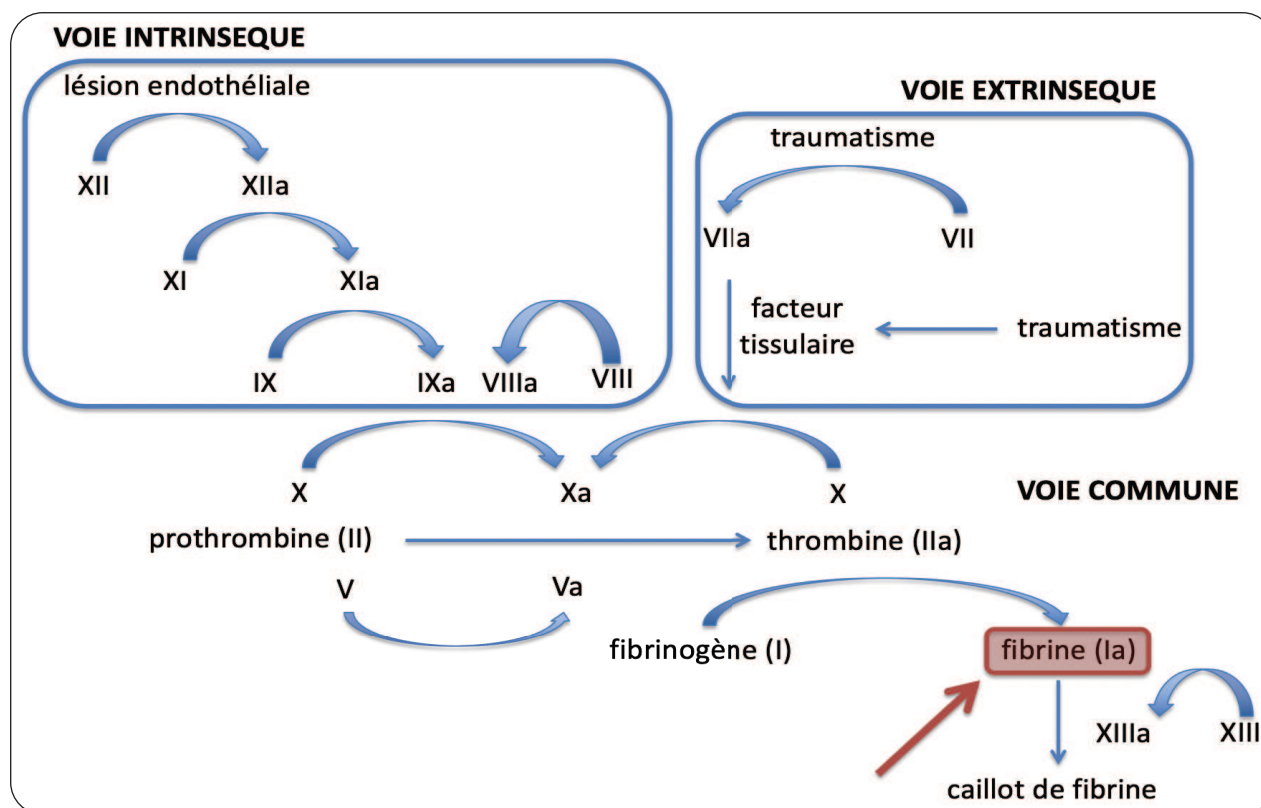 VOIE INTRINSEQUE
lésion endothéliale
XII XIIa
XI XIa
IX IXa VIIIa VIII
VOIE EXTRINSEQUE
traumatisme
VIIa VII
facteur
tissulaire
traumatisme
X Xa X
VOIE COMMUNE
prothrombine (II) thrombine (IIa)
V Va
fibrinogène (I) fibrine (Ia)
XIIIa XIII
caillot de fibrine